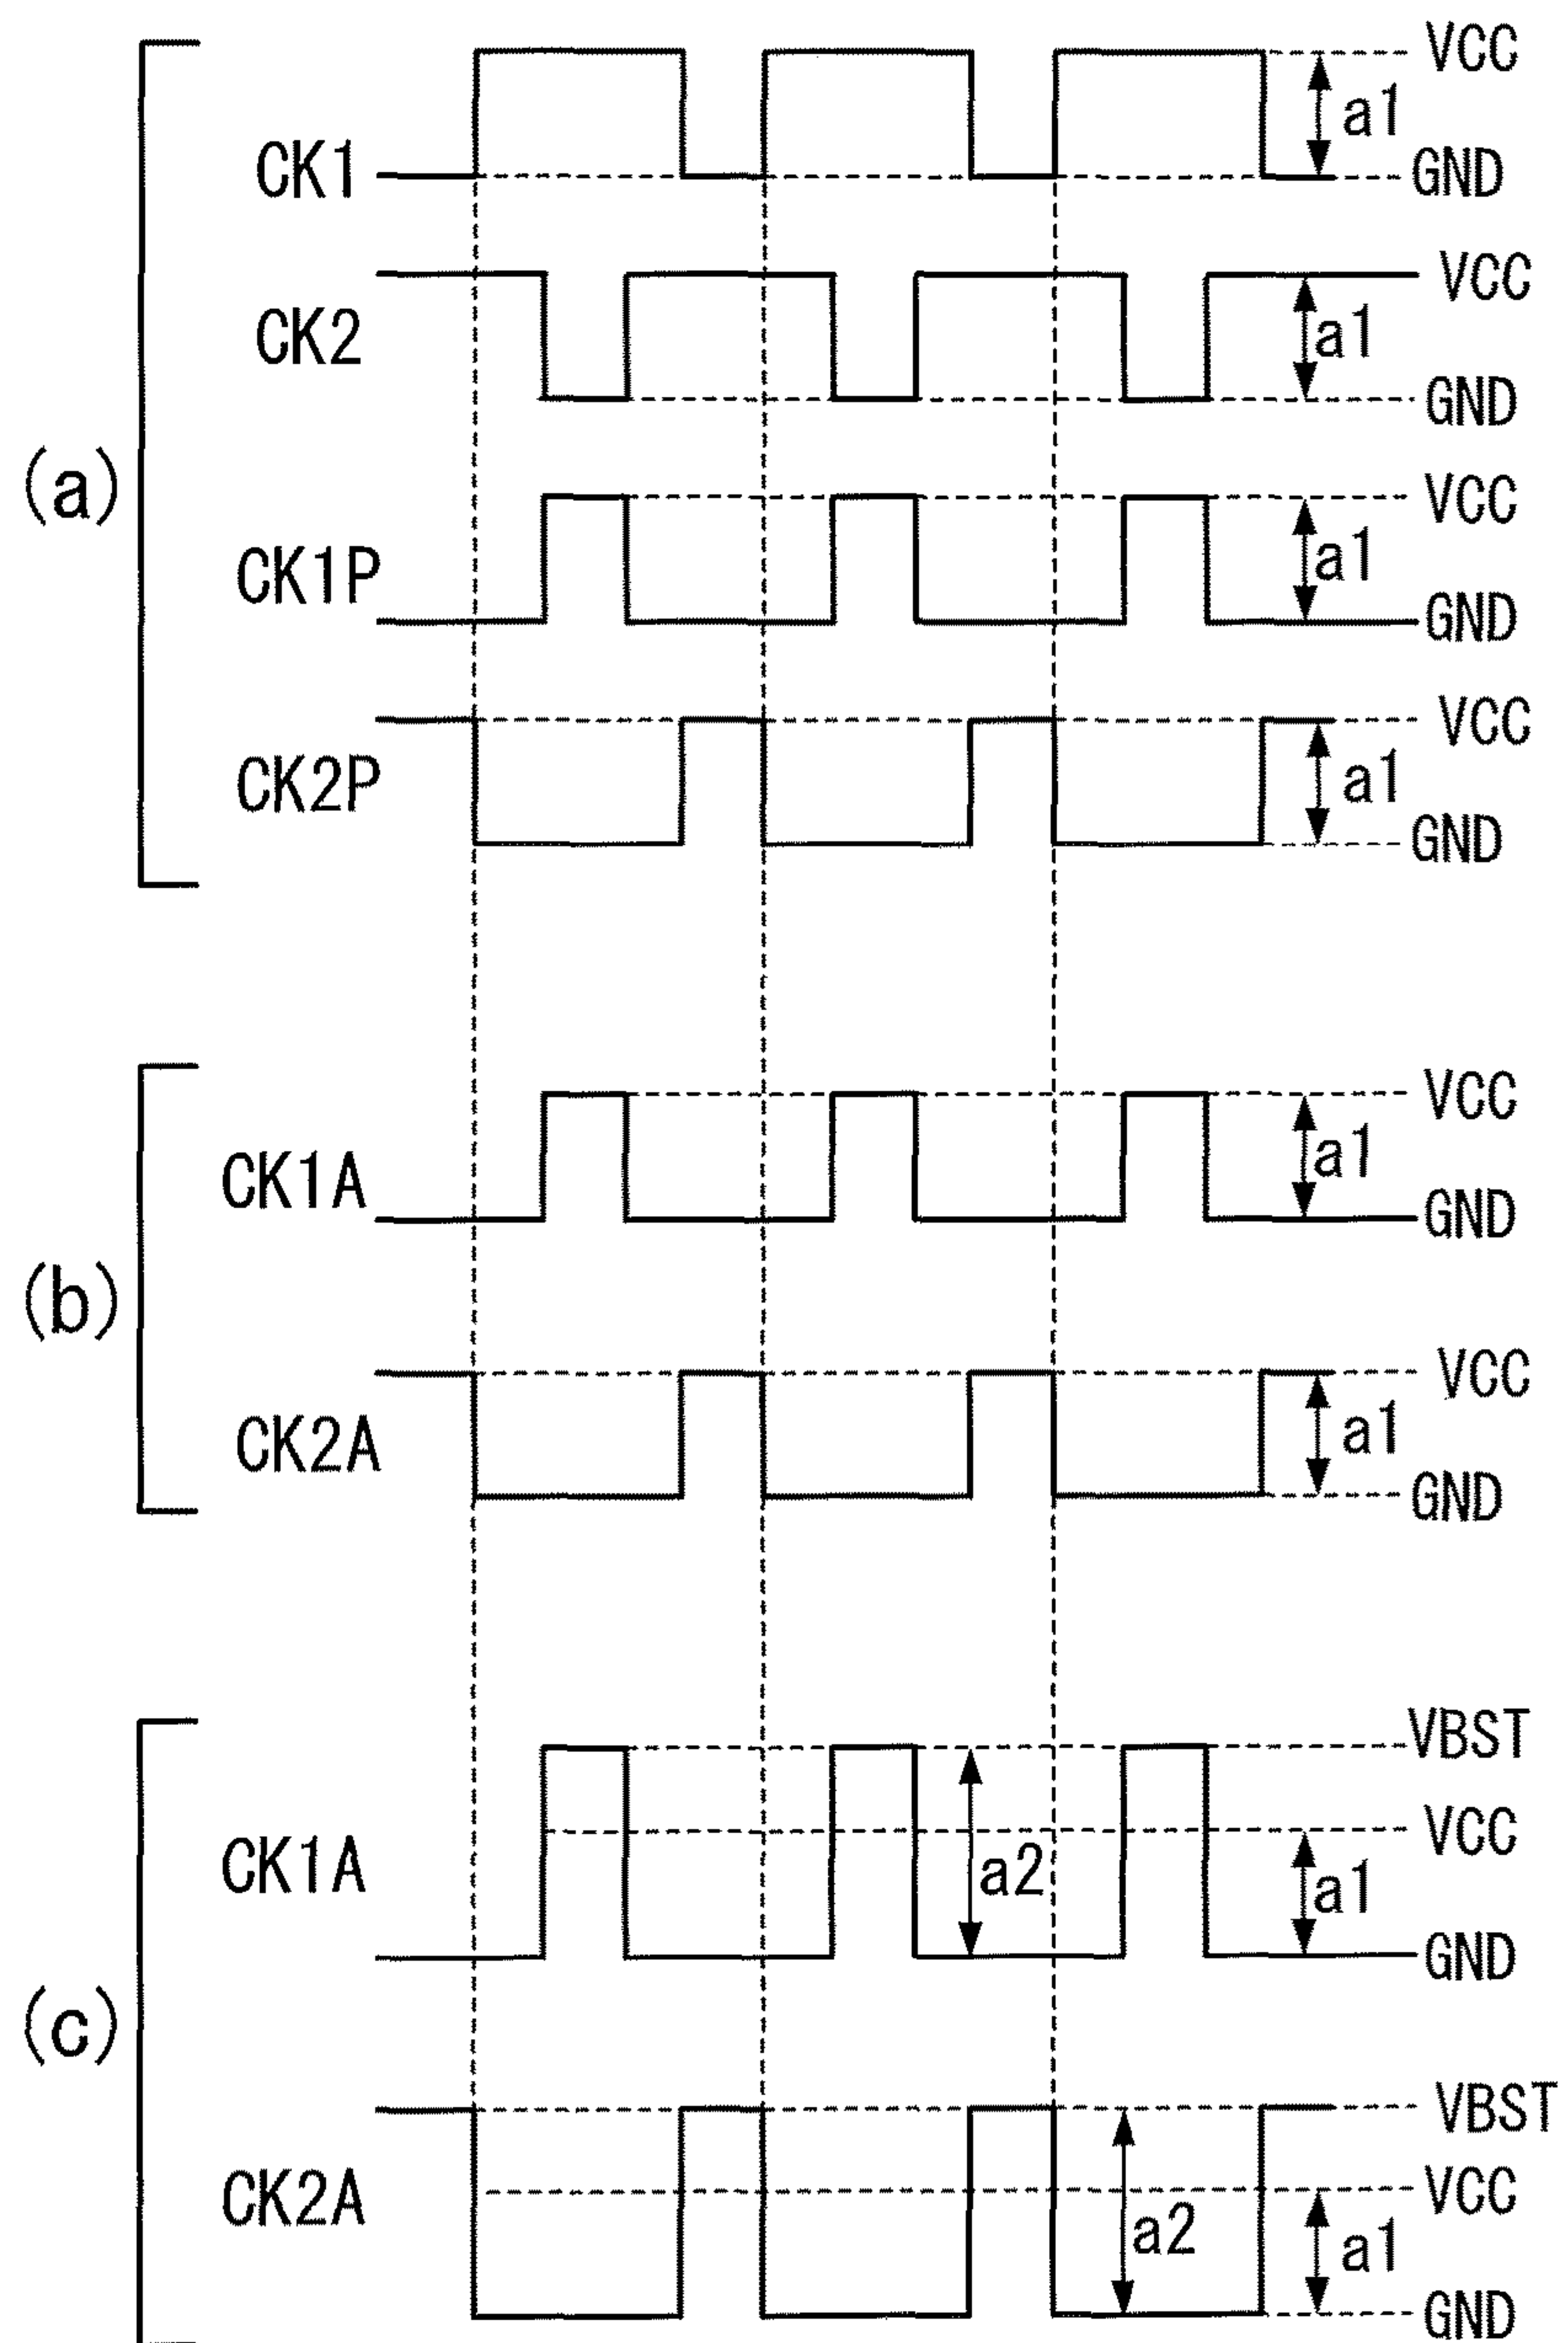 (a)
CK1
VCC
a1
GND
CK2
VCC
a1
GND
CK1P
VCC
a1
GND
CK2P
VCC
a1
GND
(b)
CK1A
VCC
a1
GND
CK2A
VCC
a1
GND
(c)
CK1A
VBST
VCC
a2
a1
GND
CK2A
VBST
VCC
a2
a1
GND